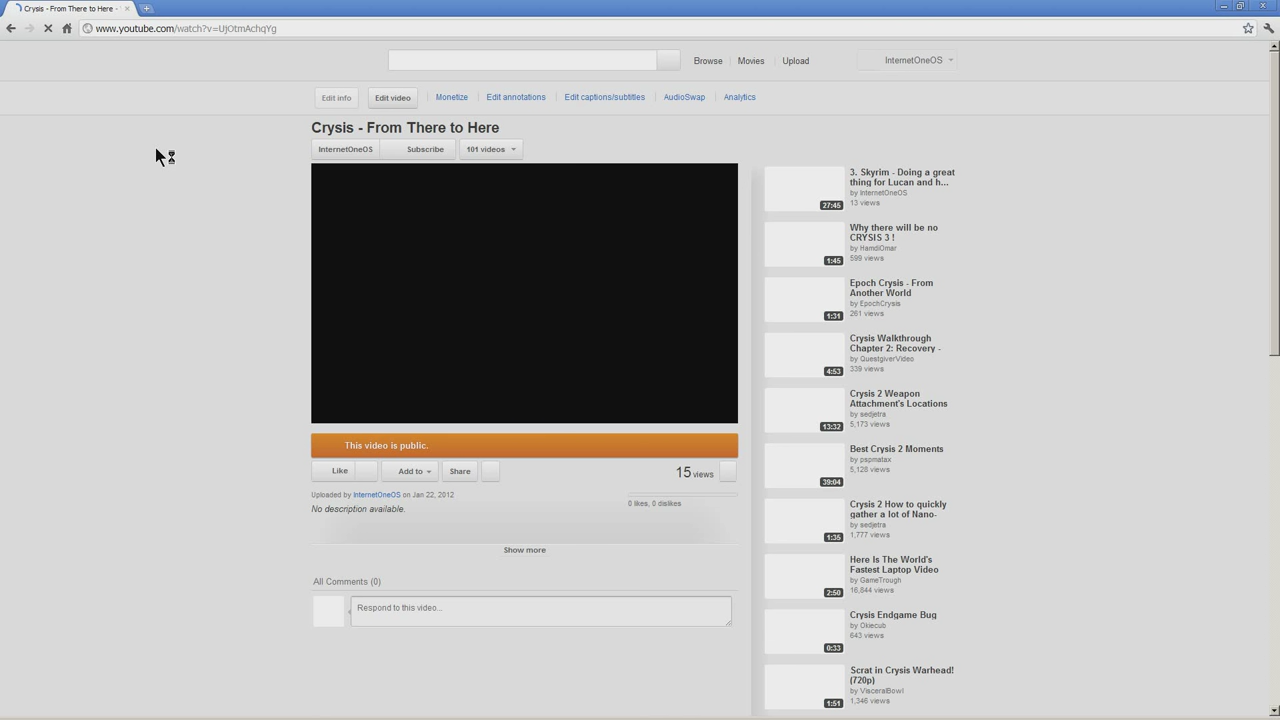 Crysis - From There to Here -
www.youtube.com/watch?v=UjOtmAchqYg
Browse
Movies
Upload
InternetOneOS
Edit info
Edit video
Monetize
Edit annotations
Edit captions/subtitles
AudioSwap
Analytics
Crysis - From There to Here
InternetOneOS
Subscribe
101 videos
This video is public.
Like
Add to
Share
15 views
Uploaded by InternetOneOS on Jan 22, 2012
0 likes, 0 dislikes
No description available.
Show more
All Comments (0)
Respond to this video...
3. Skyrim - Doing a great
thing for Lucan and h...
by InternetOneOS
13 views
27:45
Why there will be no
CRYSIS 3 !
by HamdiOmar
599 views
1:45
Epoch Crysis - From
Another World
by EpochCrysis
261 views
1:31
Crysis Walkthrough
Chapter 2: Recovery -
by QuestgiverVideo
339 views
4:53
Crysis 2 Weapon
Attachment's Locations
by sedjetra
5,173 views
13:32
Best Crysis 2 Moments
by pspmatax
5,128 views
39:04
Crysis 2 How to quickly
gather a lot of Nano-
by sedjetra
1,777 views
1:35
Here Is The World's
Fastest Laptop Video
by GameTrough
16,844 views
2:50
Crysis Endgame Bug
by Okiecub
643 views
0:33
Scrat in Crysis Warhead!
(720p)
by VisceralBowl
1,346 views
1:51